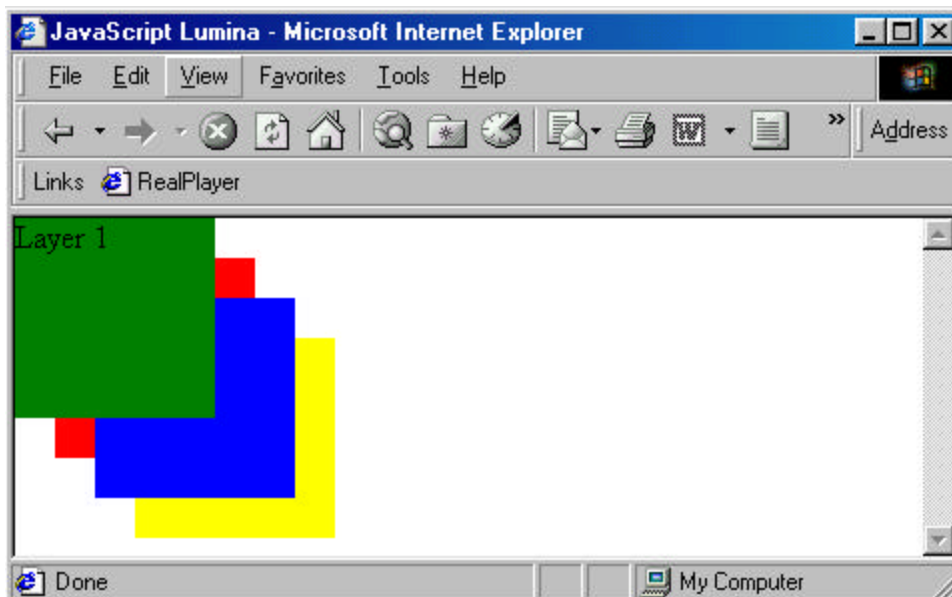 JavaScript Lumina - Microsoft Internet Explorer
File Edit View Favorites Tools Help
W » Address
Links RealPlayer
Layer 1
Done My Computer